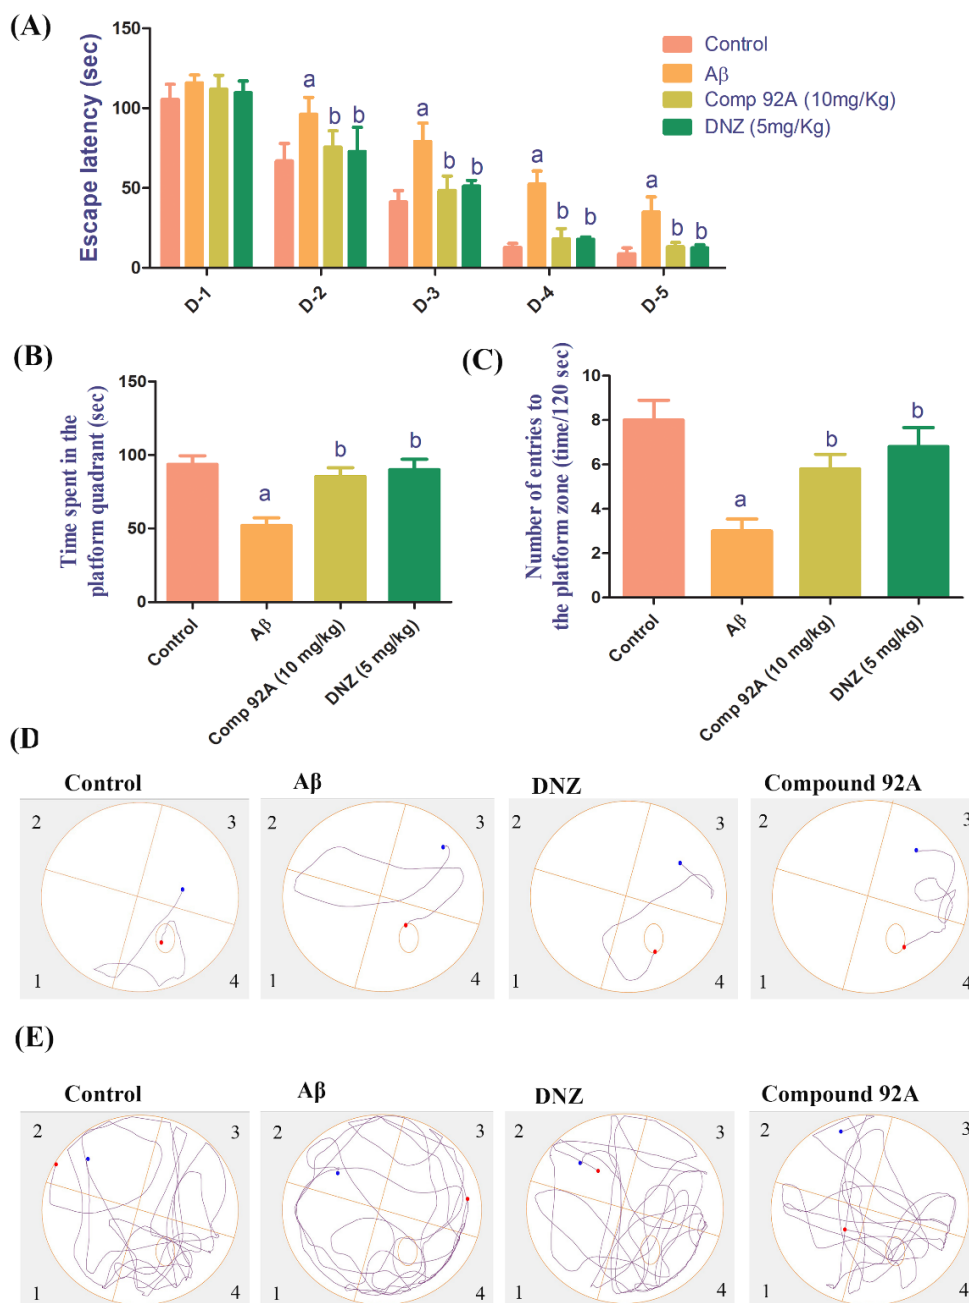 (A)
Escape latency (sec)
150
100
50
0
a
b b
a
b b
a
b b
a
b b
D-1 D-2 D-3 D-4 D-5
Control
Aβ
Comp 92A (10mg/Kg)
DNZ (5mg/Kg)
(B)
Time spent in the
platform quadrant (sec)
150
100
50
0
a
b
b
Control Aβ Comp 92A (10 mg/kg) DNZ (5 mg/kg)
(C)
Number of entries to
the platform zone (time/120 sec)
10
8
6
4
2
0
a
b
b
Control Aβ Comp 92A (10 mg/kg) DNZ (5 mg/kg)
(D)
Control Aβ DNZ Compound 92A
2 3 2 3 2 3 2 3
1 4 1 4 1 4 1 4
(E)
Control Aβ DNZ Compound 92A
2 3 2 3 2 3 2 3
1 4 1 4 1 4 1 4